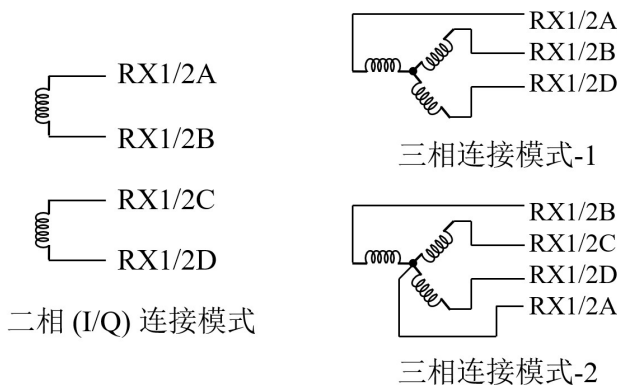 RX1/2A
RX1/2B
RX1/2C
RX1/2D
二相 (I/Q) 连接模式
RX1/2A
RX1/2B
RX1/2D
三相连接模式-1
RX1/2B
RX1/2C
RX1/2D
RX1/2A
三相连接模式-2